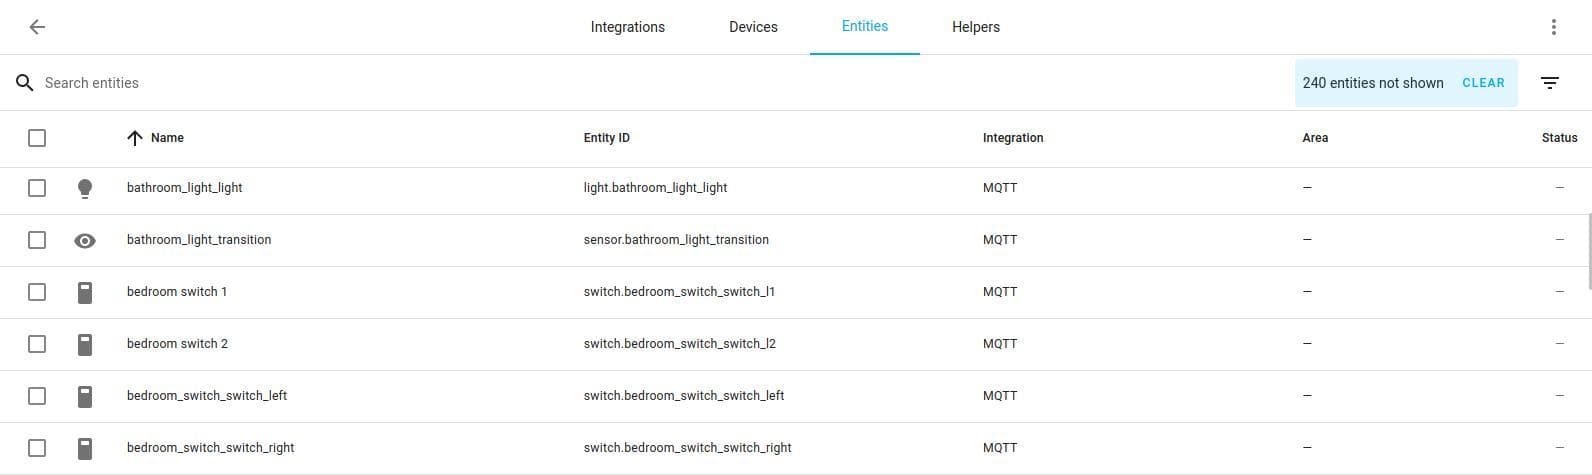 Integrations Devices Entities Helpers
Search entities 240 entities not shown CLEAR
Name Entity ID Integration Area Status
bathroom_light_light light.bathroom_light_light MQTT — —
bathroom_light_transition sensor.bathroom_light_transition MQTT — —
bedroom switch 1 switch.bedroom_switch_switch_l1 MQTT — —
bedroom switch 2 switch.bedroom_switch_switch_l2 MQTT — —
bedroom_switch_switch_left switch.bedroom_switch_switch_left MQTT — —
bedroom_switch_switch_right switch.bedroom_switch_switch_right MQTT — —